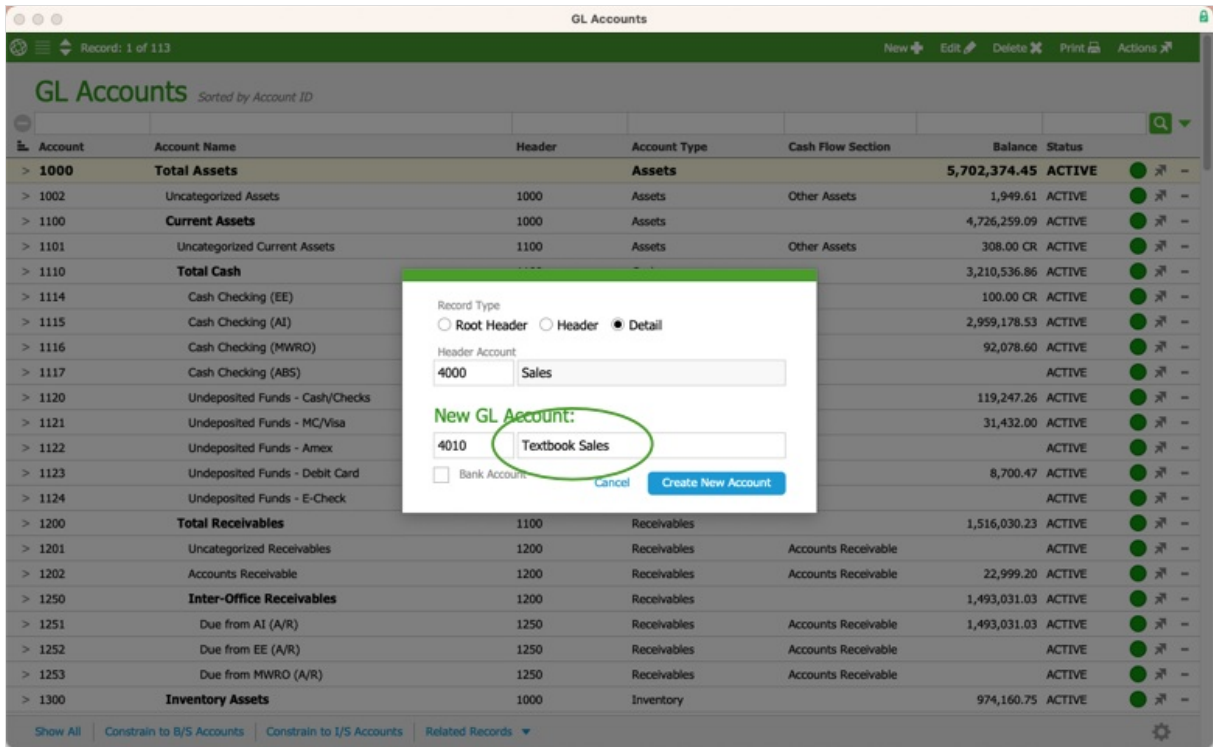 GL Accounts
Record: 1 of 113 New Edit Delete Print Actions
GL Accounts Sorted by Account ID
Account Account Name Header Account Type Cash Flow Section Balance Status
> 1000 Total Assets Assets 5,702,374.45 ACTIVE
> 1002 Uncategorized Assets 1000 Assets Other Assets 1,949.61 ACTIVE
> 1100 Current Assets 1000 Assets 4,726,259.09 ACTIVE
> 1101 Uncategorized Current Assets 1100 Assets Other Assets 308.00 CR ACTIVE
> 1110 Total Cash 3,210,536.86 ACTIVE
> 1114 Cash Checking (EE) 100.00 CR ACTIVE
> 1115 Cash Checking (AI) 2,959,178.53 ACTIVE
> 1116 Cash Checking (MWRO) 92,078.60 ACTIVE
> 1117 Cash Checking (ABS) ACTIVE
> 1120 Undeposited Funds - Cash/Checks 119,247.26 ACTIVE
> 1121 Undeposited Funds - MC/Visa 31,432.00 ACTIVE
> 1122 Undeposited Funds - Amex ACTIVE
> 1123 Undeposited Funds - Debit Card 8,700.47 ACTIVE
> 1124 Undeposited Funds - E-Check ACTIVE
> 1200 Total Receivables 1100 Receivables 1,516,030.23 ACTIVE
> 1201 Uncategorized Receivables 1200 Receivables Accounts Receivable ACTIVE
> 1202 Accounts Receivable 1200 Receivables Accounts Receivable 22,999.20 ACTIVE
> 1250 Inter-Office Receivables 1200 Receivables 1,493,031.03 ACTIVE
> 1251 Due from AI (A/R) 1250 Receivables Accounts Receivable 1,493,031.03 ACTIVE
> 1252 Due from EE (A/R) 1250 Receivables Accounts Receivable ACTIVE
> 1253 Due from MWRO (A/R) 1250 Receivables Accounts Receivable ACTIVE
> 1300 Inventory Assets 1000 Inventory 974,160.75 ACTIVE
Record Type
Root Header Header Detail
Header Account
4000 Sales
New GL Account:
4010 Textbook Sales
Bank Account Cancel Create New Account
Show All Constrain to B/S Accounts Constrain to I/S Accounts Related Records